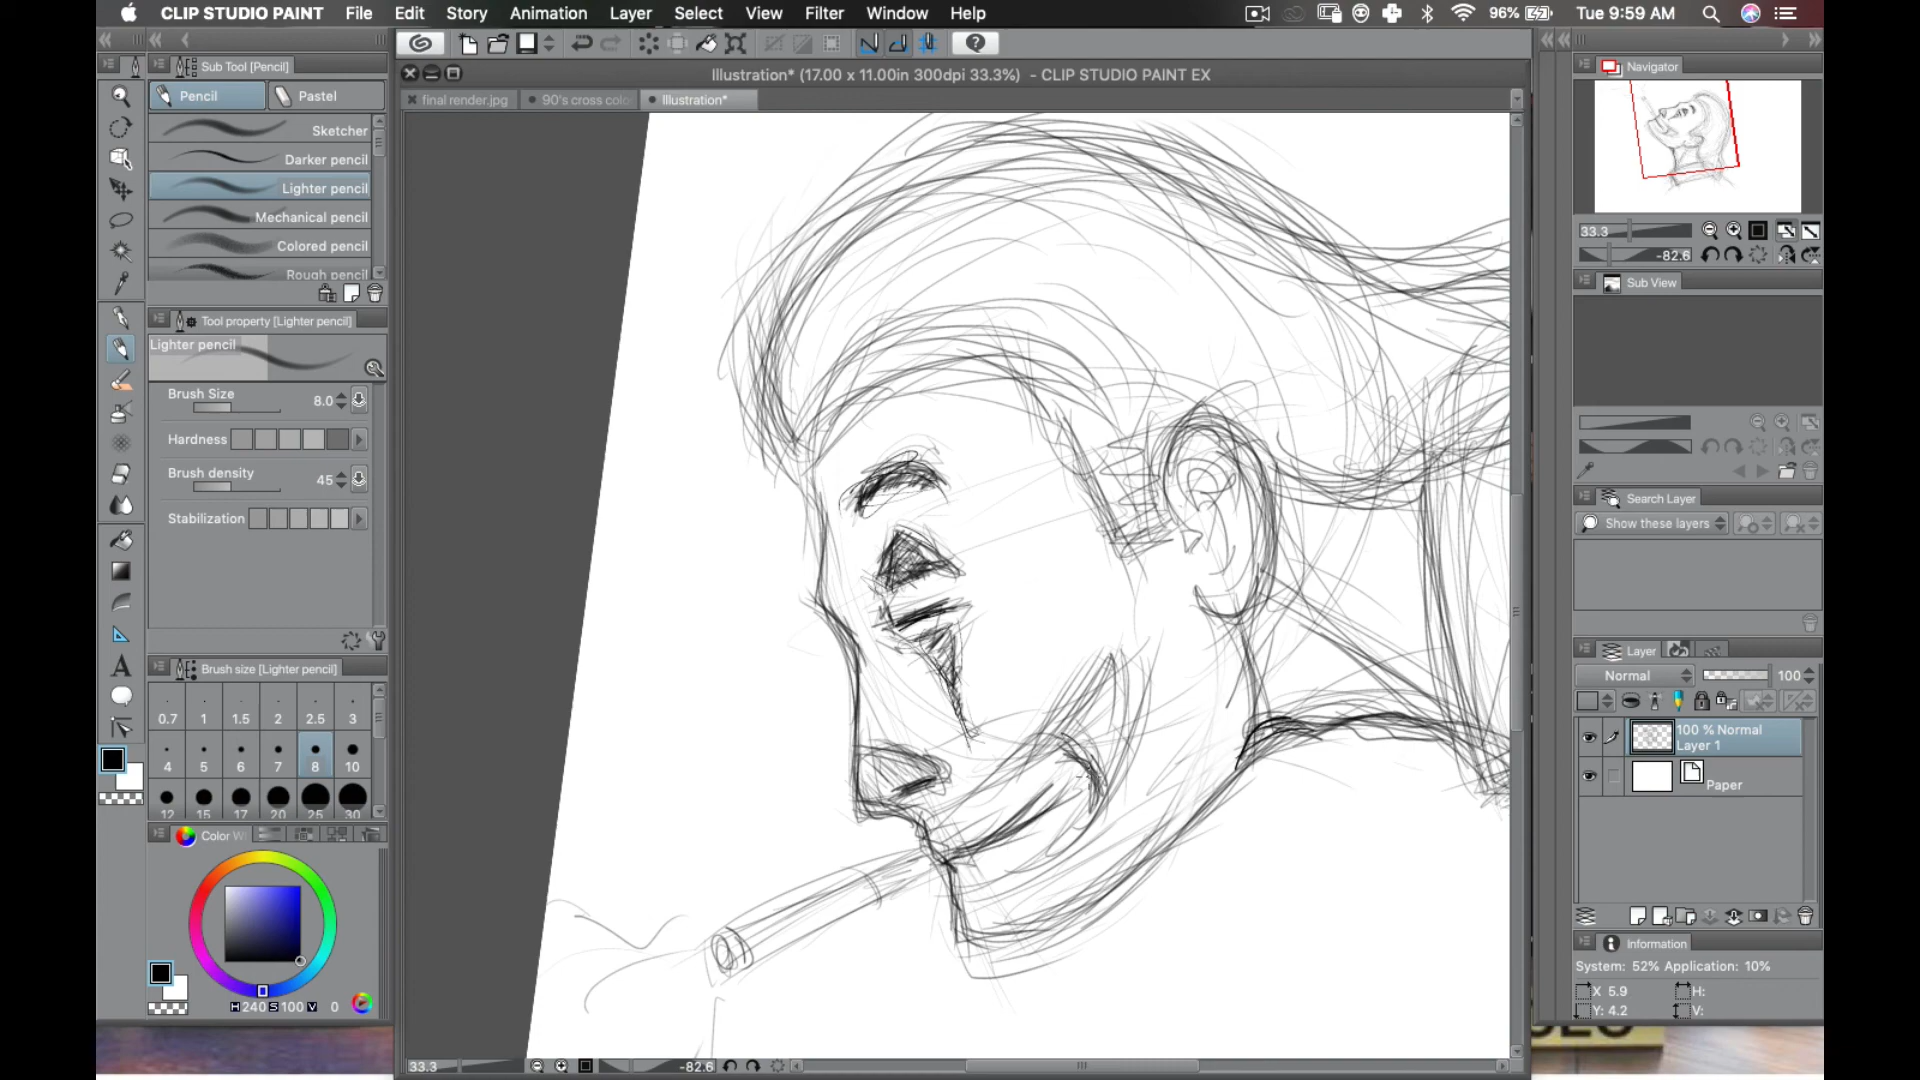 CLIP STUDIO PAINT File Edit Story Animation Layer Select View Filter Window Help 96% Tue 9:59 AM
Sub Tool [Pencil]
Pencil
Pastel
Sketcher
Darker pencil
Lighter pencil
Mechanical pencil
Colored pencil
Rough pencil
Tool property [Lighter pencil]
Lighter pencil
Brush Size 8.0
Hardness
Brush density 45
Stabilization
Brush size [Lighter pencil]
0.7 1 1.5 2 2.5 3
4 5 6 7 8 10
12 15 17 20 25 30
Color W
H 240 S 100 V 0
Illustration* (17.00 x 11.00in 300dpi 33.3%) - CLIP STUDIO PAINT EX
final render.jpg
90's cross colo
Illustration*
33.3
-82.6
Navigator
33.3
-82.6
Sub View
Search Layer
Show these layers
Layer
Normal 100
100 % Normal
Layer 1
Paper
Information
System: 52% Application: 10%
X 5.9 H:
Y: 4.2 V: